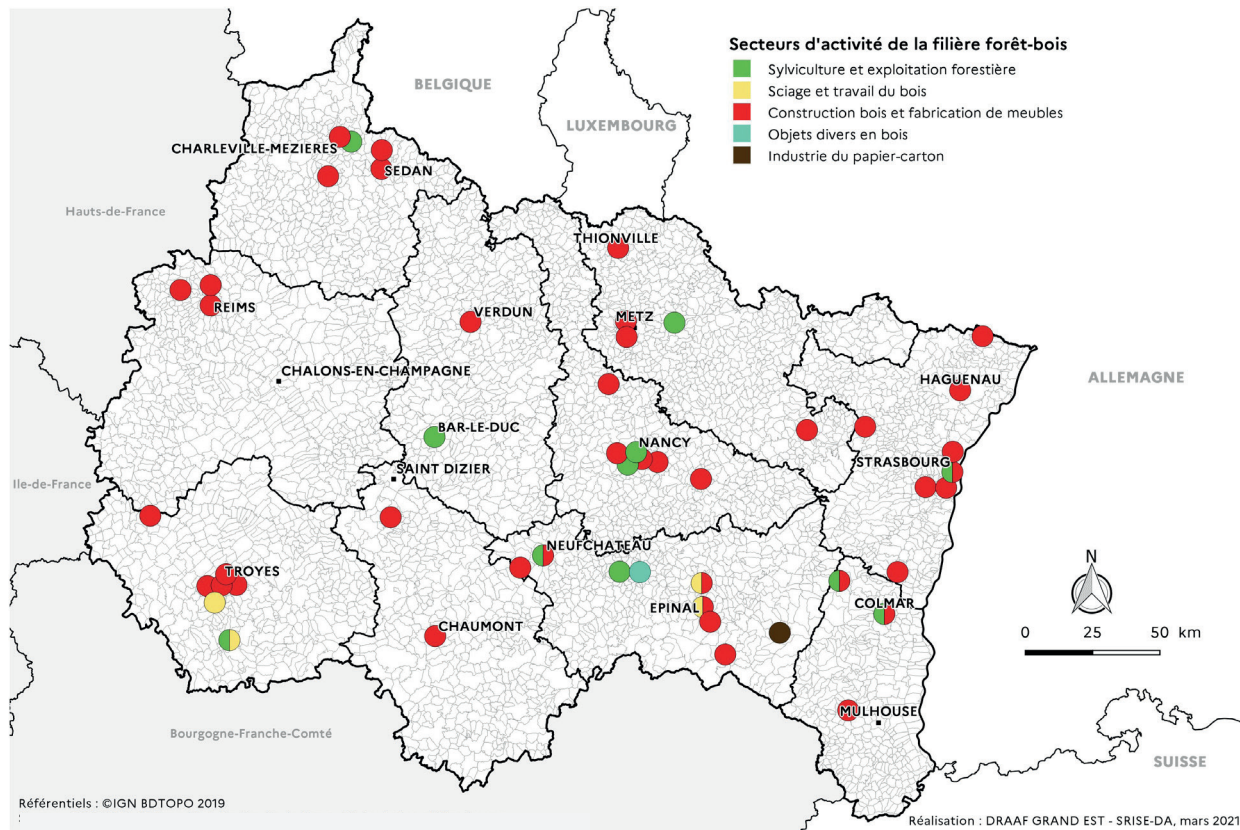 Secteurs d'activité de la filière forêt-bois
Sylviculture et exploitation forestière
Sciage et travail du bois
Construction bois et fabrication de meubles
Objets divers en bois
Industrie du papier-carton
BELGIQUE
LUXEMBOURG
CHARLEVILLE-MEZIERES
SEDAN
Hauts-de-France
THIONVILLE
REIMS
VERDUN
METZ
CHALONS-EN-CHAMPAGNE
HAGUENAU
ALLEMAGNE
BAR-LE-DUC
NANCY
SAINT DIZIER
STRASBOURG
Ile-de-France
NEUFCHATEAU
TROYES
N
EPINAL
COLMAR
CHAUMONT
0 25 50 km
MULHOUSE
Bourgogne-Franche-Comté
SUISSE
Référentiels : ©IGN BDTOPO 2019
Réalisation : DRAAF GRAND EST - SRISE-DA, mars 2021